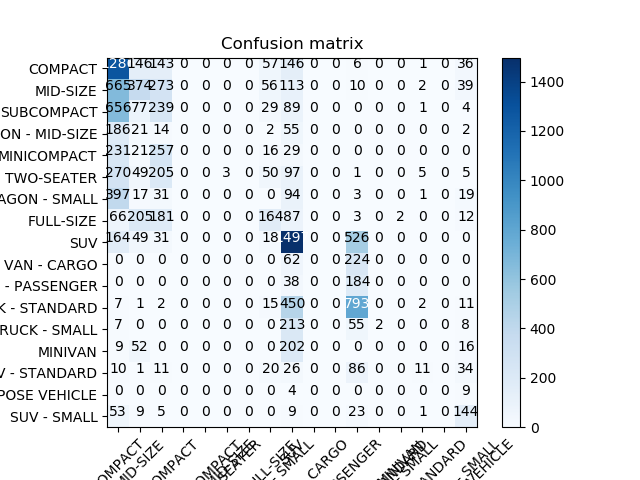 Confusion matrix
COMPACT 146 143 0 0 0 0 57 146 0 0 6 0 0 1 0 36
MID-SIZE 665 374 273 0 0 0 0 56 113 0 0 10 0 0 2 0 39
SUBCOMPACT 656 77 239 0 0 0 0 29 89 0 0 0 0 0 1 0 4
ON - MID-SIZE 186 21 14 0 0 0 0 2 55 0 0 0 0 0 0 0 2
MINICOMPACT 231 21 257 0 0 0 0 16 29 0 0 0 0 0 0 0 0
TWO-SEATER 270 49 205 0 0 3 0 50 97 0 0 1 0 0 5 0 5
AGON - SMALL 397 17 31 0 0 0 0 0 94 0 0 3 0 0 1 0 19
FULL-SIZE 66 205 181 0 0 0 0 164 87 0 0 3 0 2 0 0 12
SUV 164 49 31 0 0 0 0 18 49 0 0 526 0 0 0 0 0
VAN - CARGO 0 0 0 0 0 0 0 0 62 0 0 224 0 0 0 0 0
- PASSENGER 0 0 0 0 0 0 0 0 38 0 0 184 0 0 0 0 0
K - STANDARD 7 1 2 0 0 0 0 15 450 0 0 793 0 0 2 0 11
TRUCK - SMALL 7 0 0 0 0 0 0 0 213 0 0 55 2 0 0 0 8
MINIVAN 9 52 0 0 0 0 0 0 202 0 0 0 0 0 0 0 16
V - STANDARD 10 1 11 0 0 0 0 20 26 0 0 86 0 0 11 0 34
POSE VEHICLE 0 0 0 0 0 0 0 0 4 0 0 0 0 0 0 0 9
SUV - SMALL 53 9 5 0 0 0 0 0 9 0 0 23 0 0 1 0 144
OMPACT MID-SIZE OMPACT OMPACT EATER LL-SIZE SUV SMALL CARGO SENGER MINIVAN SMALL ANDARD SMALL VEHICLE
1400
1200
1000
800
600
400
200
0